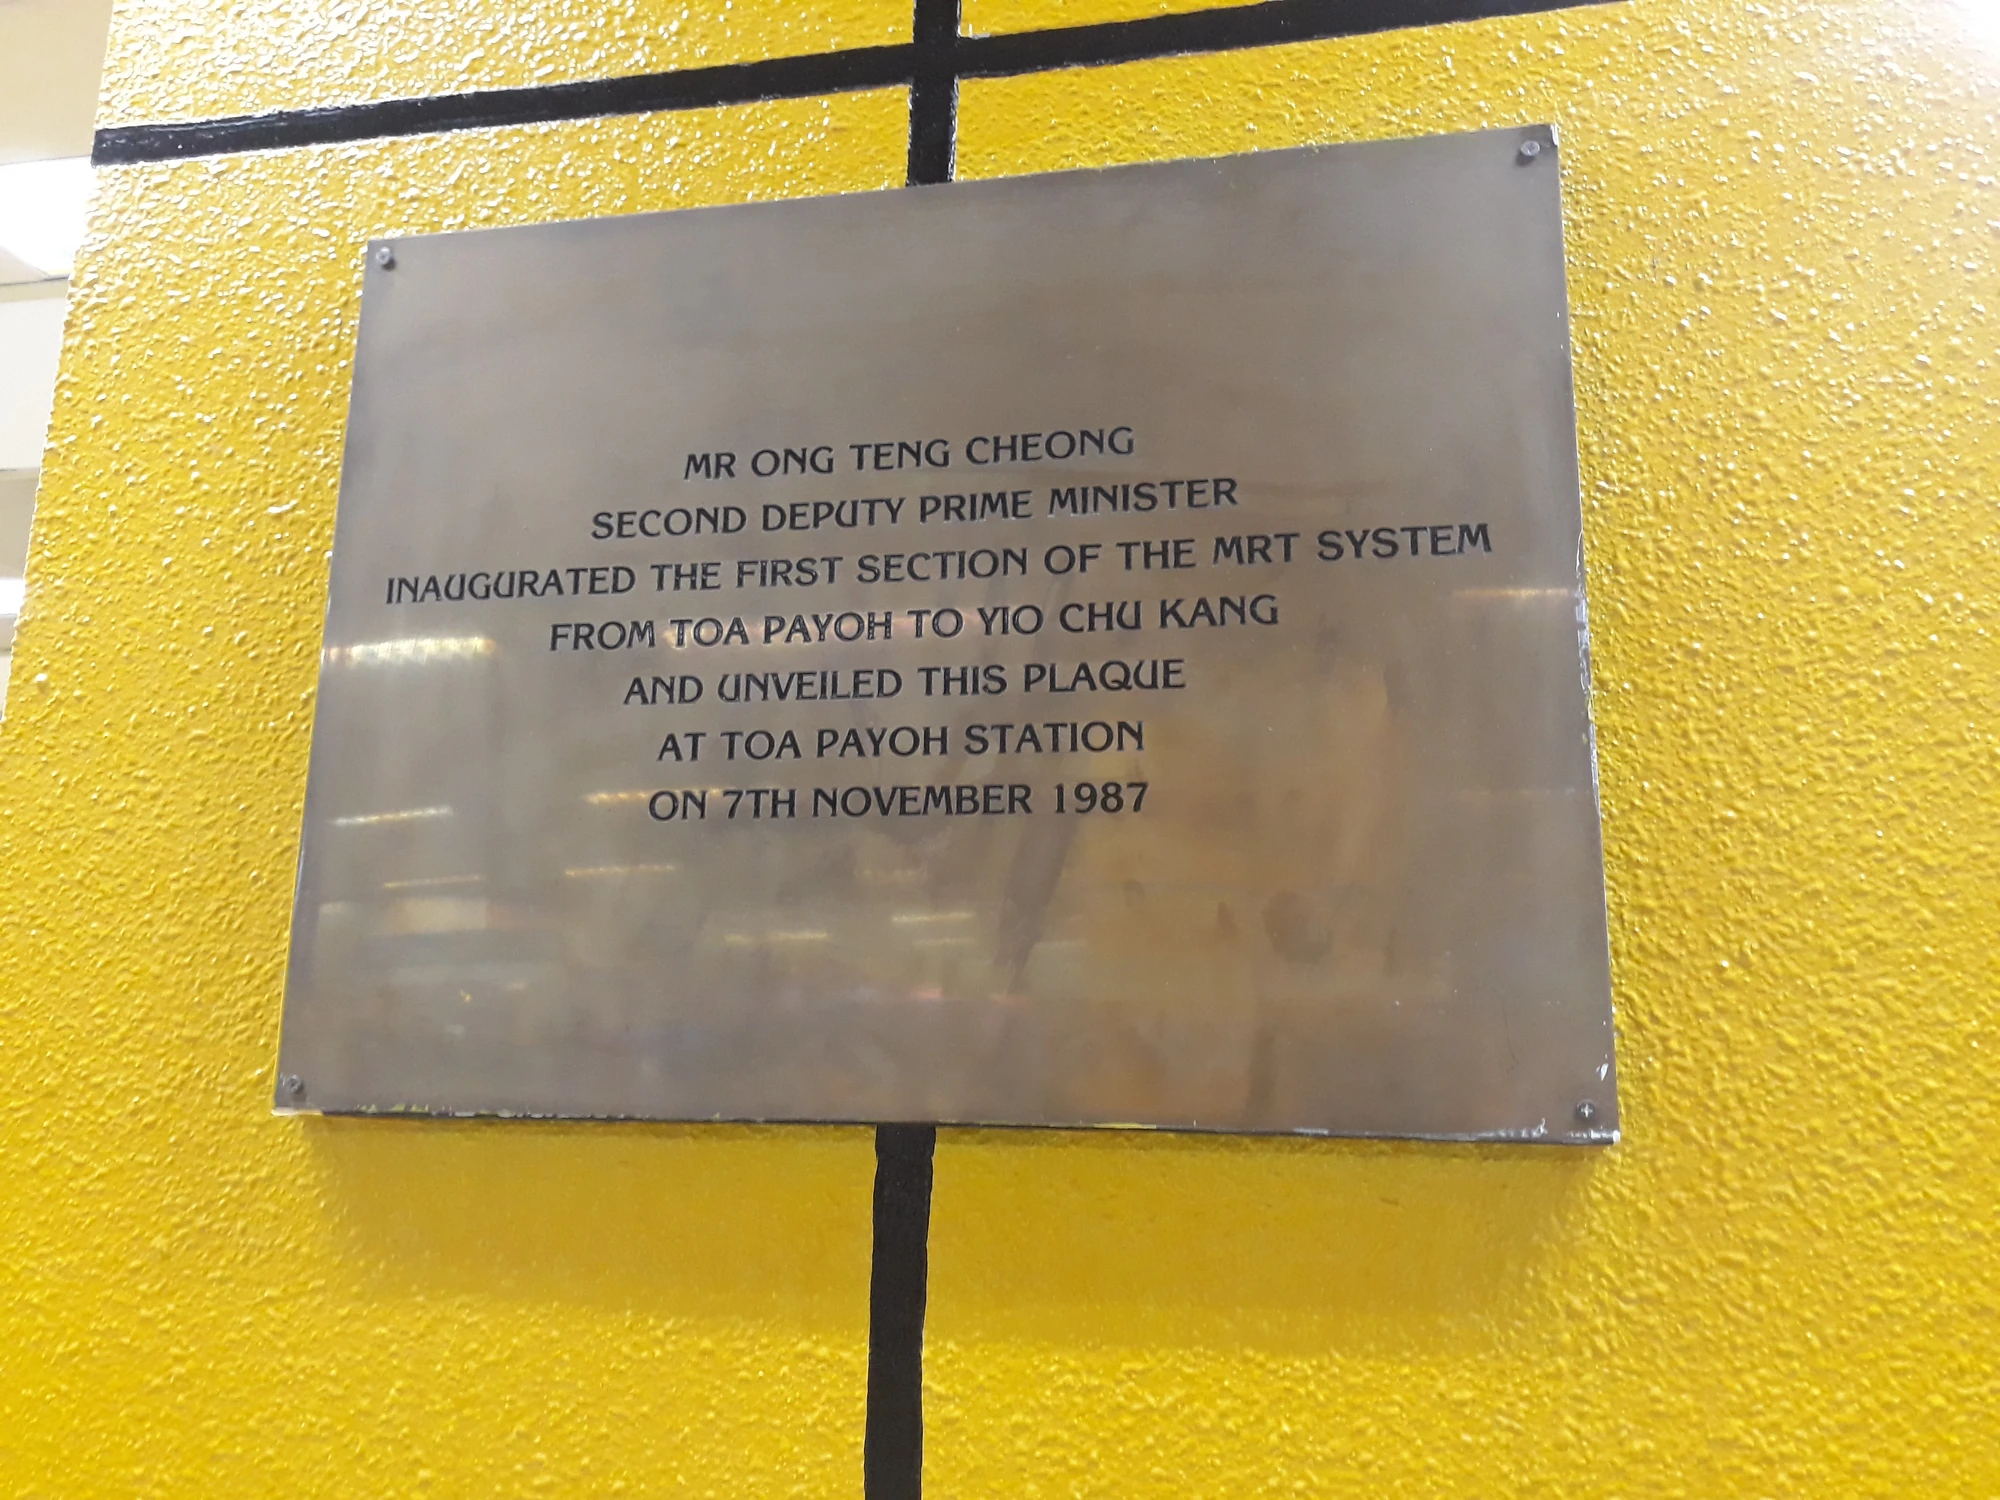 MR ONG TENG CHEONG
SECOND DEPUTY PRIME MINISTER
INAUGURATED THE FIRST SECTION OF THE MRT SYSTEM
FROM TOA PAYOH TO YIO CHU KANG
AND UNVEILED THIS PLAQUE
AT TOA PAYOH STATION
ON 7TH NOVEMBER 1987